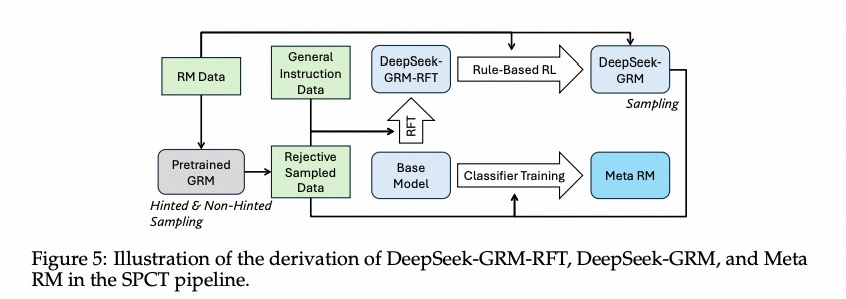 RM Data
General
Instruction
Data
DeepSeek-
GRM-RFT
Rule-Based RL
DeepSeek-
GRM
Sampling
RFT
Pretrained
GRM
Hinted & Non-Hinted
Sampling
Rejective
Sampled
Data
Base
Model
Classifier Training
Meta RM
Figure 5: Illustration of the derivation of DeepSeek-GRM-RFT, DeepSeek-GRM, and Meta
RM in the SPCT pipeline.